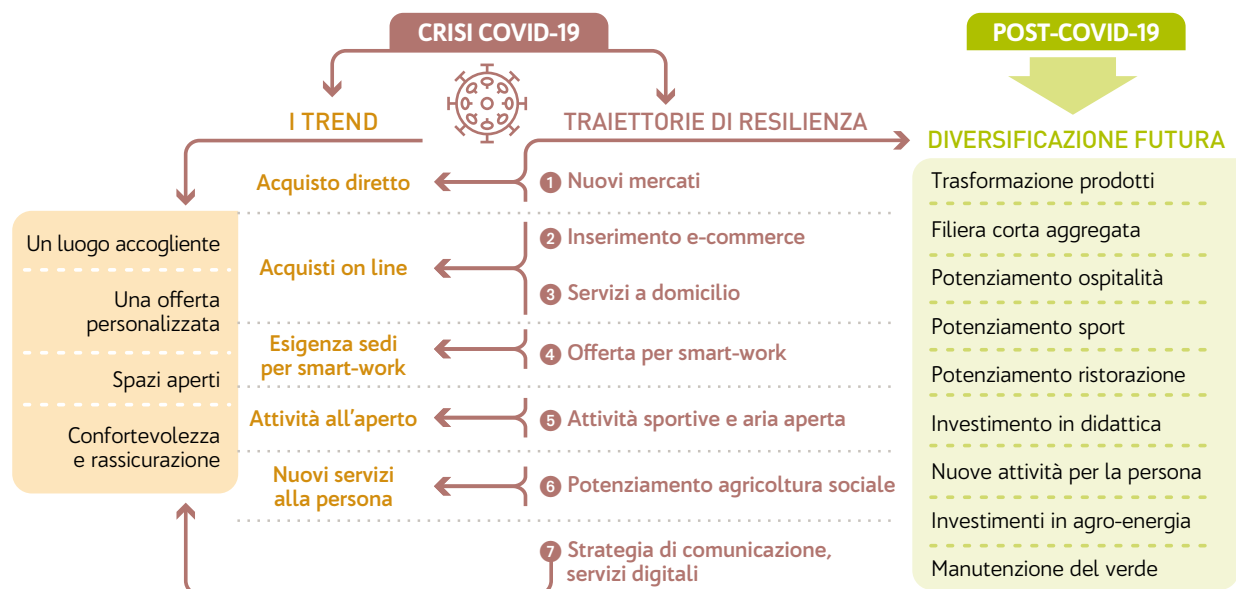 CRISI COVID-19
POST-COVID-19
I TREND
TRAIETTORIE DI RESILIENZA
DIVERSIFICAZIONE FUTURA
Un luogo accogliente
Una offerta
personalizzata
Spazi aperti
Confortevolezza
e rassicurazione
Acquisto diretto
Acquisti on line
Esigenza sedi
per smart-work
Attività all'aperto
Nuovi servizi
alla persona
1 Nuovi mercati
2 Inserimento e-commerce
3 Servizi a domicilio
4 Offerta per smart-work
5 Attività sportive e aria aperta
6 Potenziamento agricoltura sociale
7 Strategia di comunicazione,
servizi digitali
Trasformazione prodotti
Filiera corta aggregata
Potenziamento ospitalità
Potenziamento sport
Potenziamento ristorazione
Investimento in didattica
Nuove attività per la persona
Investimenti in agro-energia
Manutenzione del verde